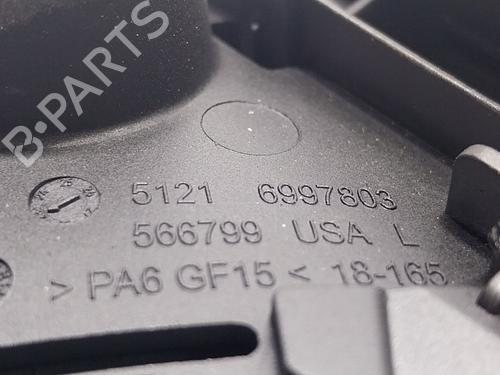 B-PARTS
5121 6997803
566799 USA L
> PA6 GF15 < 18-165